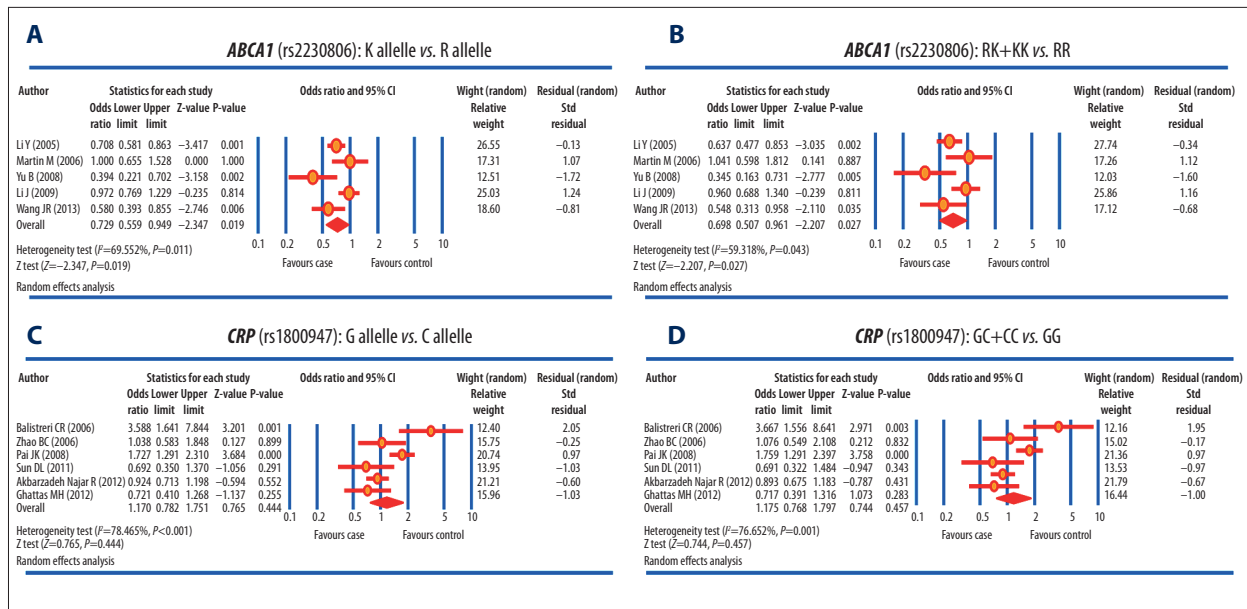 A
ABCA1 (rs2230806): K allele vs. R allele
Author Statistics for each study Odds ratio and 95% CI Wight (random) Residual (random)
Odds Lower Upper Z-value P-value Relative Std
ratio limit limit weight residual
Li Y (2005) 0.708 0.581 0.863 −3.417 0.001 26.55 −0.13
Martin M (2006) 1.000 0.655 1.528 0.000 1.000 17.31 1.07
Yu B (2008) 0.394 0.221 0.702 −3.158 0.002 12.51 −1.72
Li J (2009) 0.972 0.769 1.229 −0.235 0.814 25.03 1.24
Wang JR (2013) 0.580 0.393 0.855 −2.746 0.006 18.60 −0.81
Overall 0.729 0.559 0.949 −2.347 0.019
0.1 0.2 0.5 1 2 5 10
Heterogeneity test (I²=69.552%, P=0.011)
Favours case Favours control
Z test (Z=−2.347, P=0.019)
Random effects analysis
B
ABCA1 (rs2230806): RK+KK vs. RR
Author Statistics for each study Odds ratio and 95% CI Wight (random) Residual (random)
Odds Lower Upper Z-value P-value Relative Std
ratio limit limit weight residual
Li Y (2005) 0.637 0.477 0.853 −3.035 0.002 27.74 −0.34
Martin M (2006) 1.041 0.598 1.812 0.141 0.887 17.26 1.12
Yu B (2008) 0.345 0.163 0.731 −2.777 0.005 12.03 −1.60
Li J (2009) 0.960 0.688 1.340 −0.239 0.811 25.86 1.16
Wang JR (2013) 0.548 0.313 0.958 −2.110 0.035 17.12 −0.68
Overall 0.698 0.507 0.961 −2.207 0.027
0.1 0.2 0.5 1 2 5 10
Heterogeneity test (I²=59.318%, P=0.043)
Favours case Favours control
Z test (Z=−2.207, P=0.027)
Random effects analysis
C
CRP (rs1800947): G allele vs. C allele
Author Statistics for each study Odds ratio and 95% CI Wight (random) Residual (random)
Odds Lower Upper Z-value P-value Relative Std
ratio limit limit weight residual
Balistreri CR (2006) 3.588 1.641 7.844 3.201 0.001 12.40 2.05
Zhao BC (2006) 1.038 0.583 1.848 0.127 0.899 15.75 −0.25
Pai JK (2008) 1.727 1.291 2.310 3.684 0.000 20.74 0.97
Sun DL (2011) 0.692 0.350 1.370 −1.056 0.291 13.95 −1.03
Akbarzadeh Najar R (2012) 0.924 0.713 1.198 −0.594 0.552 21.21 −0.60
Ghattas MH (2012) 0.721 0.410 1.268 −1.137 0.255 15.96 −1.03
Overall 1.170 0.782 1.751 0.765 0.444
0.1 0.2 0.5 1 2 5 10
Heterogeneity test (I²=78.465%, P<0.001)
Favours case Favours control
Z test (Z=0.765, P=0.444)
Random effects analysis
D
CRP (rs1800947): GC+CC vs. GG
Author Statistics for each study Odds ratio and 95% CI Wight (random) Residual (random)
Odds Lower Upper Z-value P-value Relative Std
ratio limit limit weight residual
Balistreri CR (2006) 3.667 1.556 8.641 2.971 0.003 12.16 1.95
Zhao BC (2006) 1.076 0.549 2.108 0.212 0.832 15.02 −0.17
Pai JK (2008) 1.759 1.291 2.397 3.758 0.000 21.36 0.97
Sun DL (2011) 0.691 0.322 1.484 −0.947 0.343 13.53 −0.97
Akbarzadeh Najar R (2012) 0.893 0.675 1.183 −0.787 0.431 21.79 −0.67
Ghattas MH (2012) 0.717 0.391 1.316 1.073 0.283 16.44 −1.00
Overall 1.175 0.768 1.797 0.744 0.457
0.1 0.2 0.5 1 2 5 10
Heterogeneity test (I²=76.652%, P=0.001)
Favours case Favours control
Z test (Z=0.744, P=0.457)
Random effects analysis